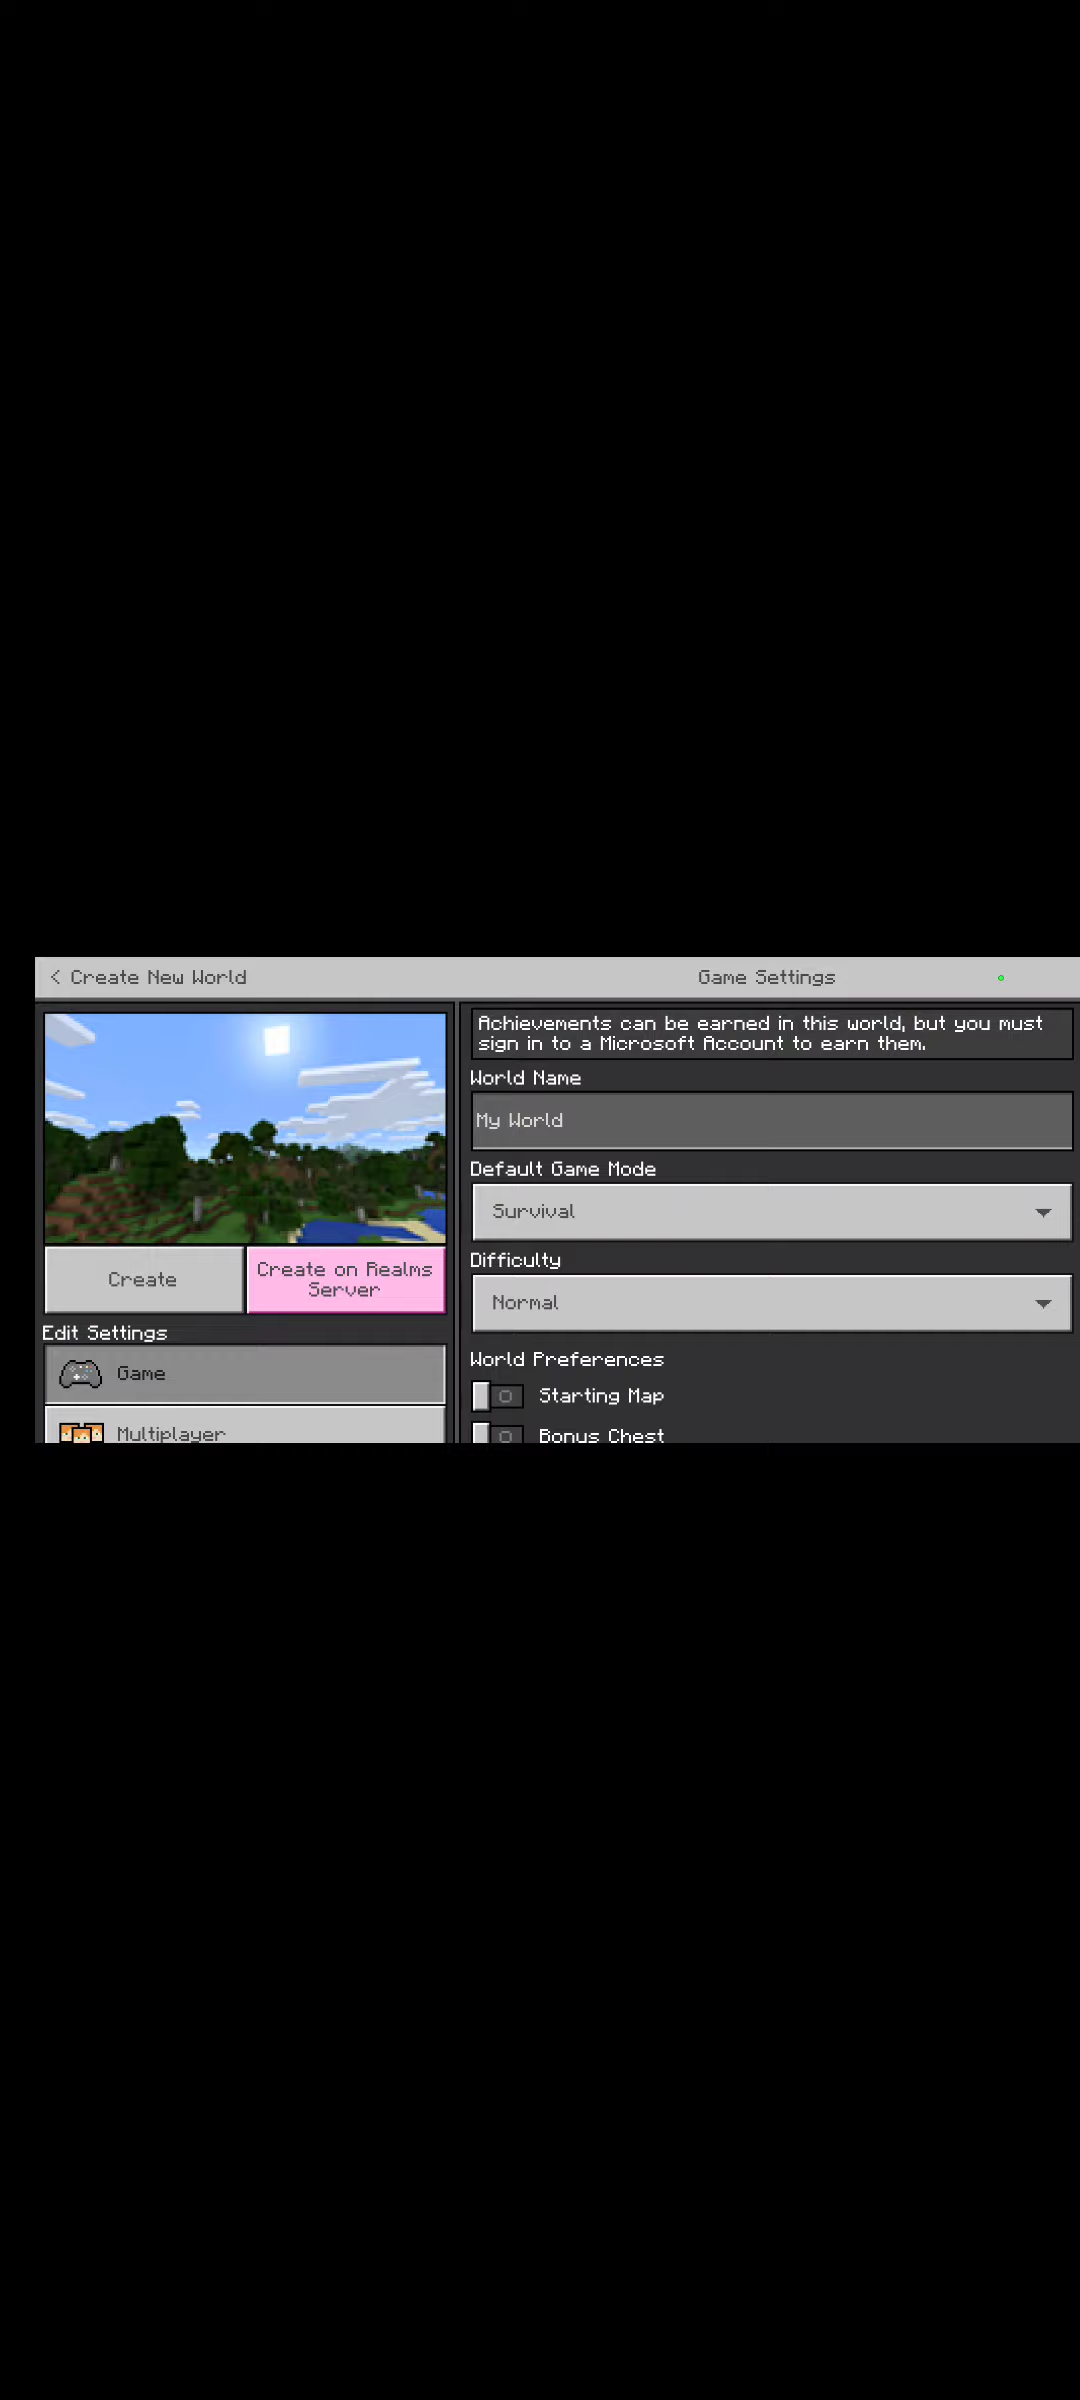 < Create New World
Game Settings
Create
Create on Realms
Server
Edit Settings
Game
Multiplayer
Achievements can be earned in this world, but you must
sign in to a Microsoft Account to earn them.
World Name
My World
Default Game Mode
Survival
Difficulty
Normal
World Preferences
Starting Map
Bonus Chest